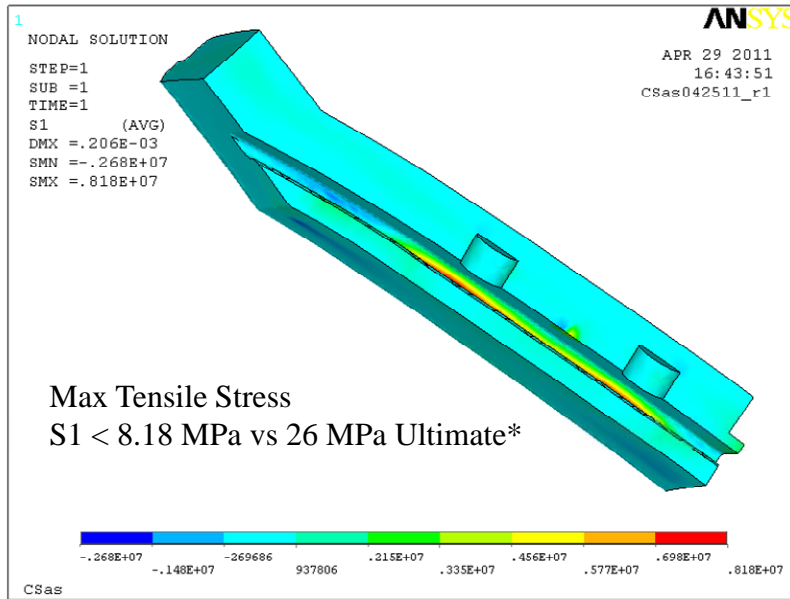 1
ANSYS
NODAL SOLUTION
STEP=1
SUB =1
TIME=1
S1 (AVG)
DMX =.206E-03
SMN =-.268E+07
SMX =.818E+07
APR 29 2011
16:43:51
CSas042511_r1
Max Tensile Stress
S1 < 8.18 MPa vs 26 MPa Ultimate*
-.268E+07 -269686 .215E+07 .456E+07 .698E+07
-.148E+07 937806 .335E+07 .577E+07 .818E+07
CSas